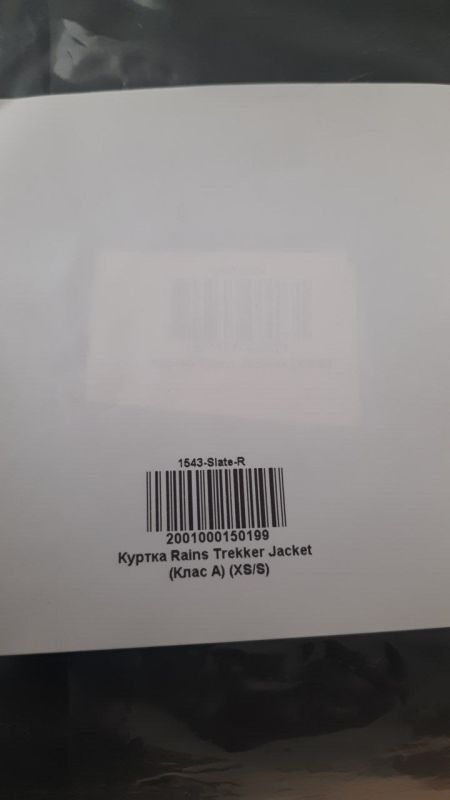 1543-Slate-R
2001000150199
Куртка Rains Trekker Jacket
(Клас А) (XS/S)